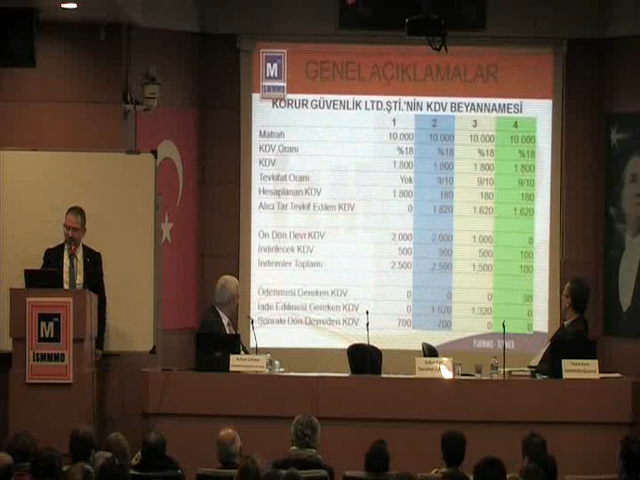 M
İSMMMO
GENEL AÇIKLAMALAR
KORUR GÜVENLİK LTD.ŞTİ.'NİN KDV BEYANNAMESİ
1 2 3 4
Matrah 10.000 10.000 10.000 10.000
KDV Oranı %18 %18 %18 %18
KDV 1.800 1.800 1.800 1.800
Tevkifat Oranı Yok 9/10 9/10 9/10
Hesaplanan KDV 1.800 180 180 180
Alıcı Tar.Tevkif Edilen KDV 0 1.620 1.620 1.620
Ön.Dön.Devr.KDV 2.000 2.000 1.000 0
İndirilecek KDV 500 500 500 100
İndirimler Toplamı 2.500 2.500 1.500 100
Ödenmesi Gereken KDV 0 0 0 80
İade Edilmesi Gereken KDV 0 1.620 1.320 0
Sonraki Dön.Devreden KDV 700 700 0 0
M
İSMMMO